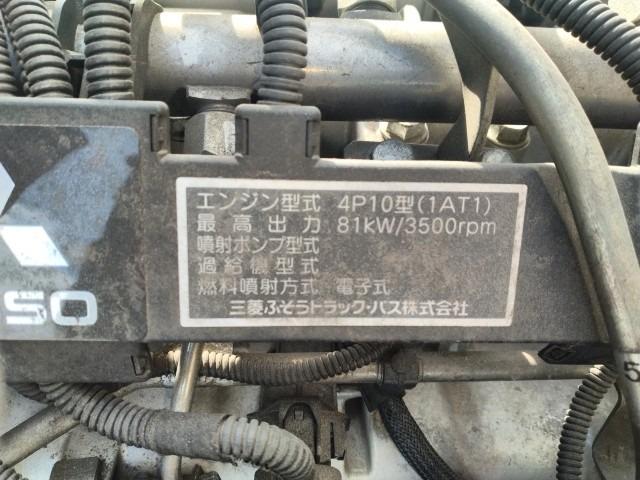 エンジン型式 4P10型(1AT1)
最高出力 81kW/3500rpm
噴射ポンプ型式
過給機型式
燃料噴射方式 電子式
三菱ふそうトラック・バス株式会社
SO
5